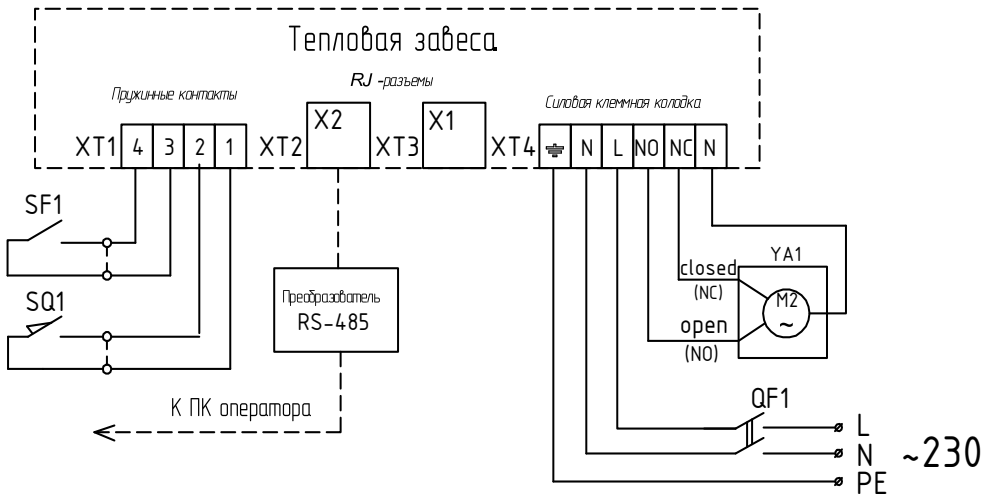 Тепловая завеса
RJ -разъемы
Пружинные контакты
Силовая клеммная колодка
XT1 4 3 2 1 XT2 X2 XT3 X1 XT4 N L NO NC N
SF1
SQ1
Преобразователь
RS-485
К ПК оператора
YA1
closed
(NC)
M2
~
open
(NO)
QF1
L
N ~230
PE